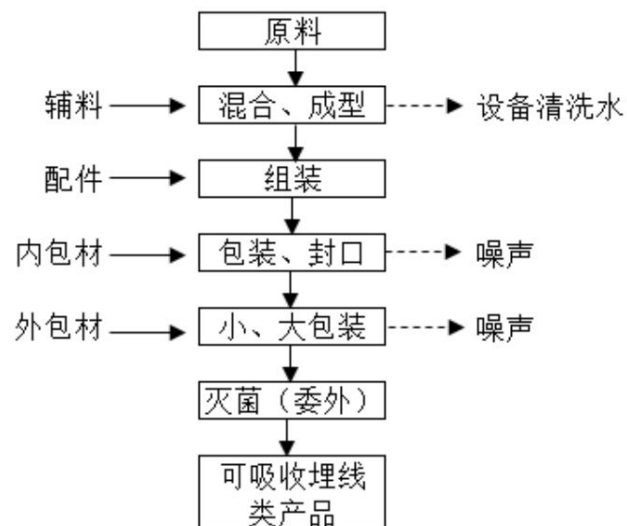 原料
辅料
混合、成型
设备清洗水
配件
组装
内包材
包装、封口
噪声
外包材
小、大包装
噪声
灭菌（委外）
可吸收埋线
类产品